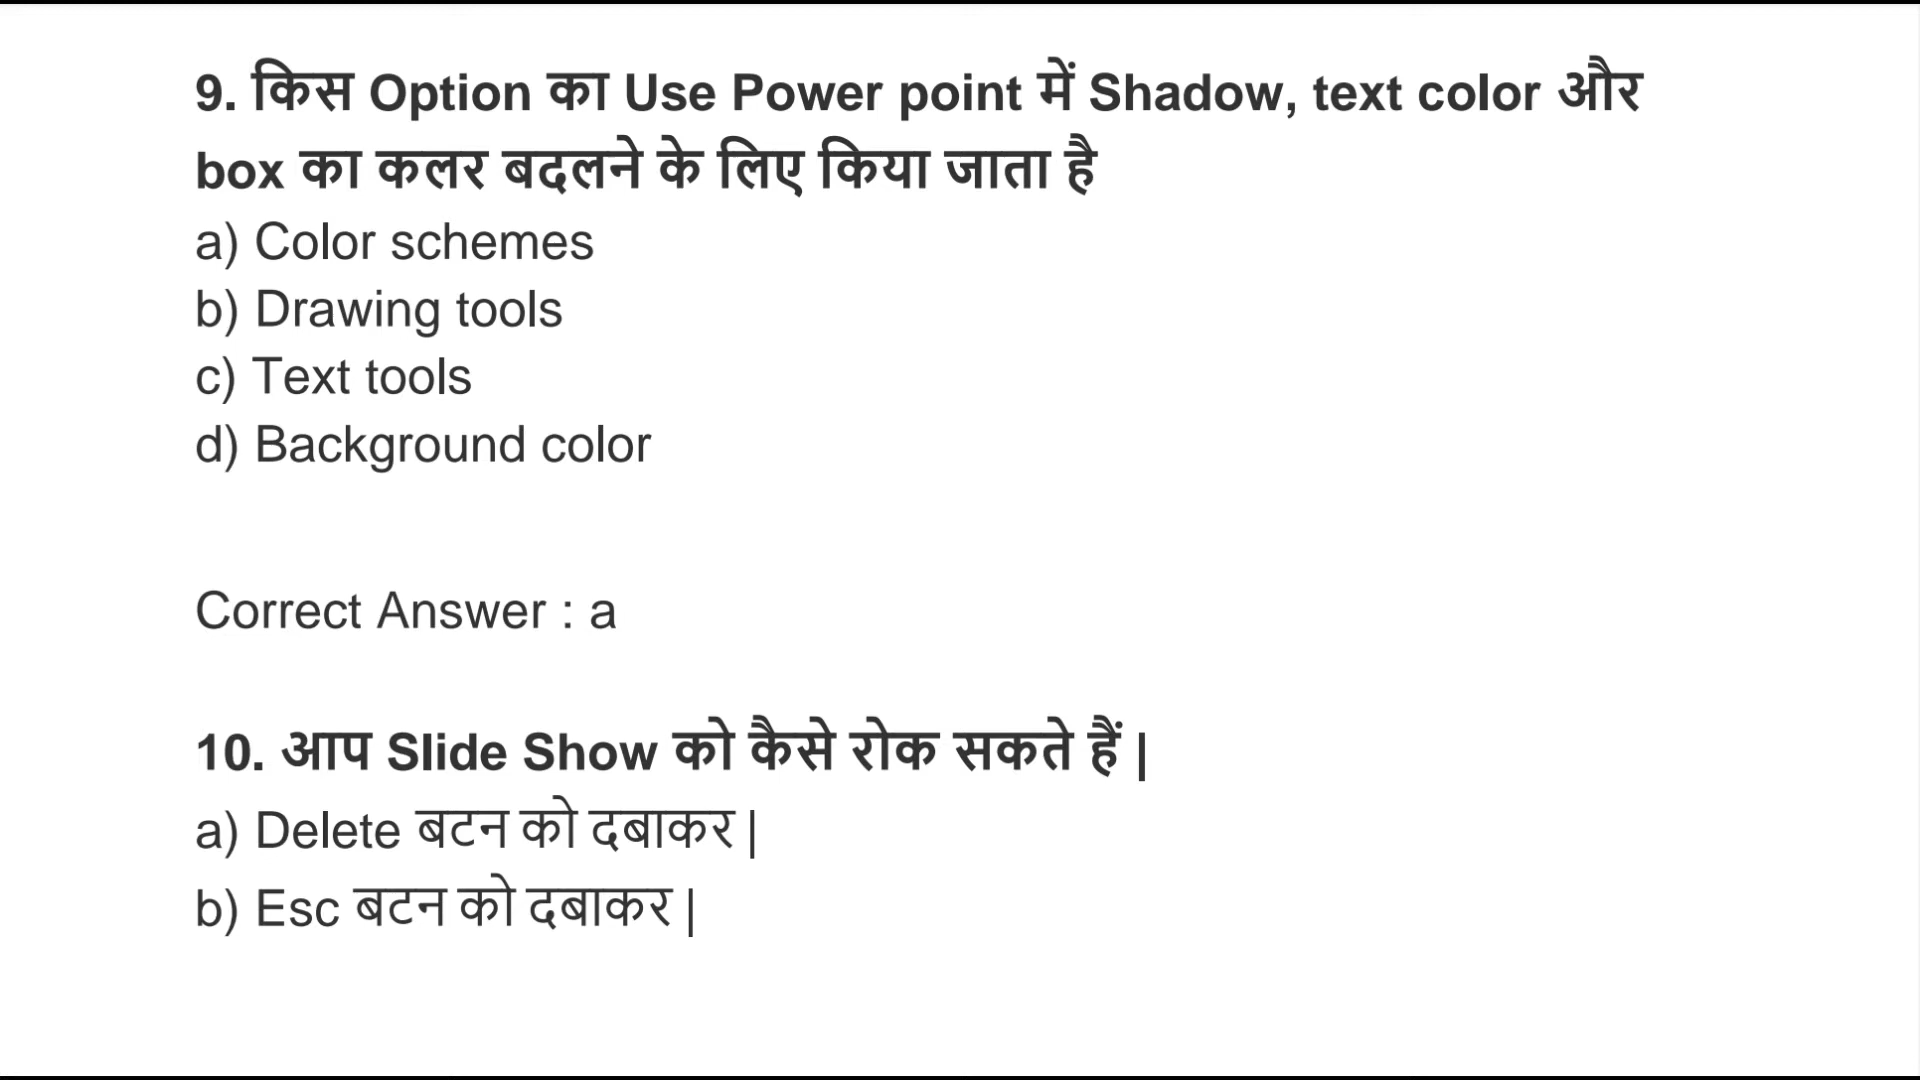 9. किस Option का Use Power point में Shadow, text color और
box का कलर बदलने के लिए किया जाता है
a) Color schemes
b) Drawing tools
c) Text tools
d) Background color
Correct Answer : a
10. आप Slide Show को कैसे रोक सकते हैं |
a) Delete बटन को दबाकर |
b) Esc बटन को दबाकर |